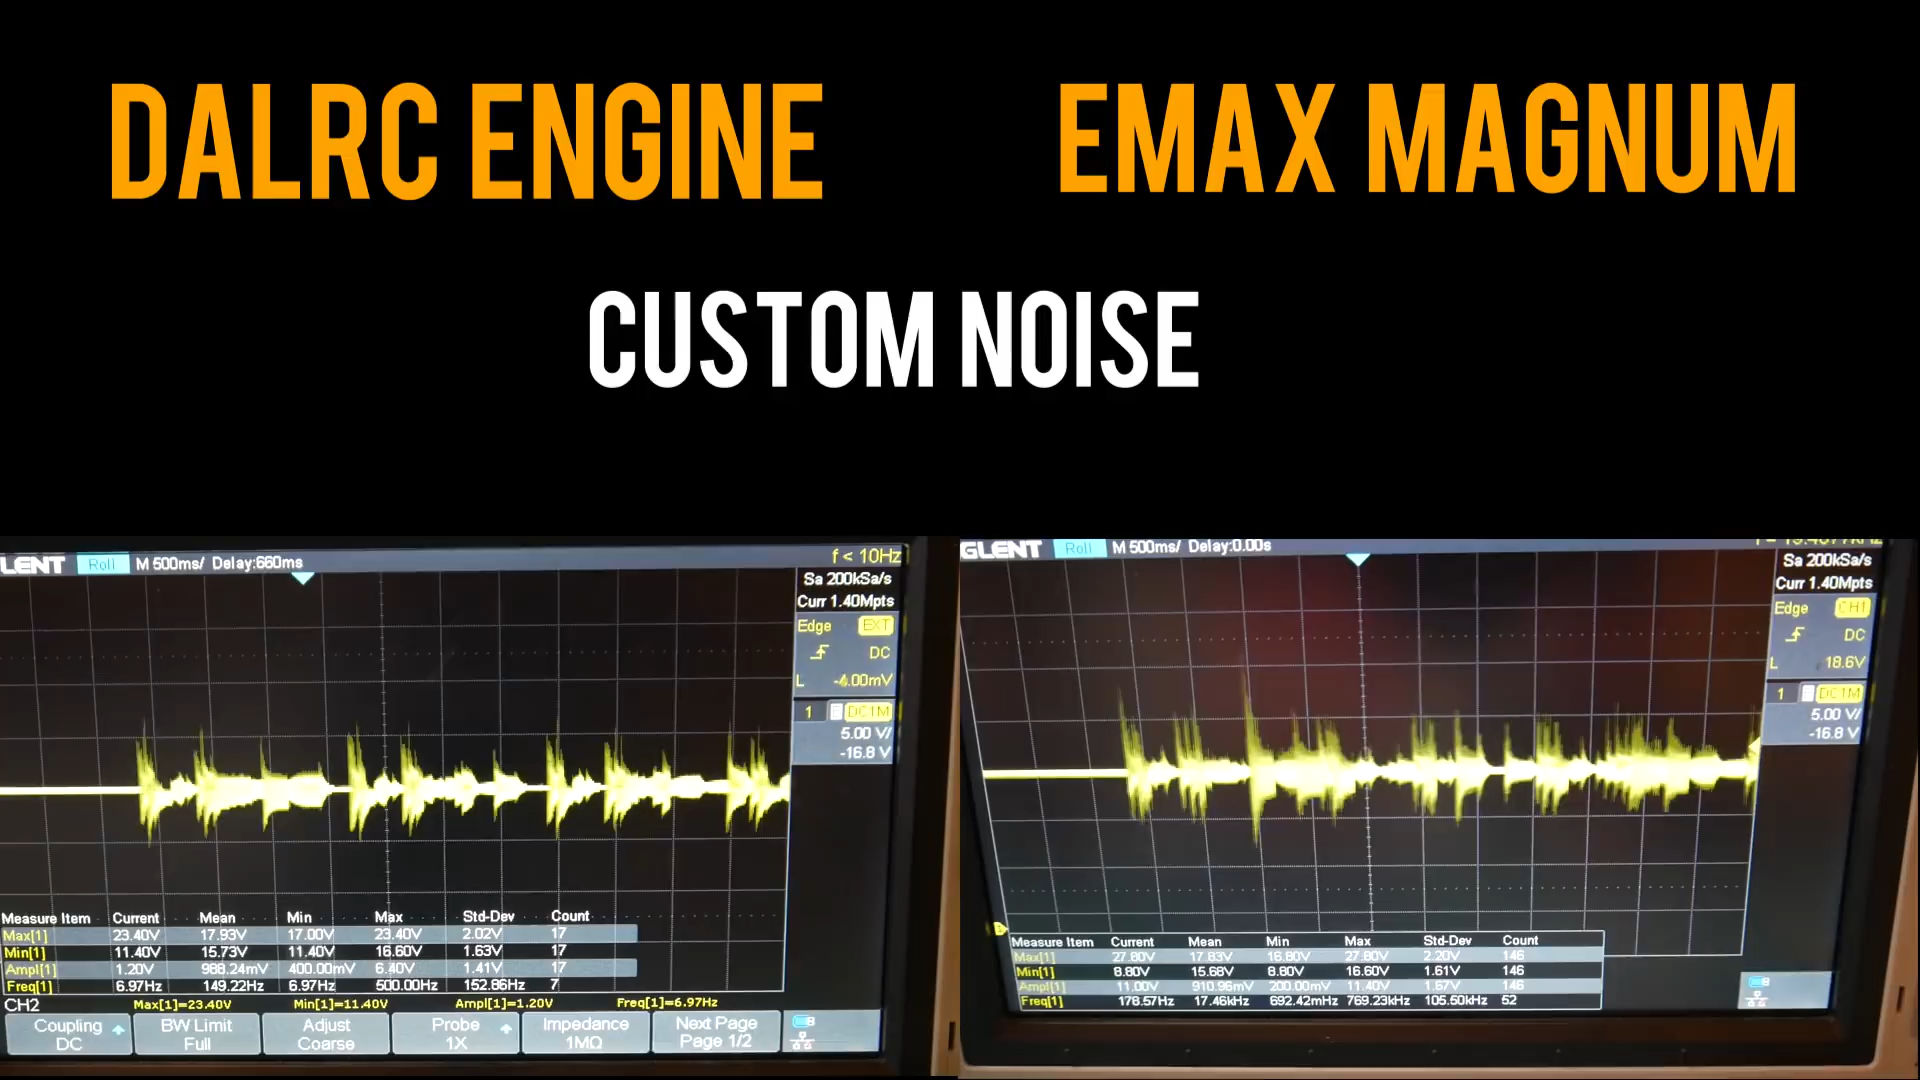 DALRC ENGINE
EMAX MAGNUM
CUSTOM NOISE
LENT Roll M 500ms/ Delay:660ms f < 10Hz
Sa 200kSa/s
Curr 1.40Mpts
Edge EXT
DC
L -4.00mV
1 DC1M
5.00 V/
-16.8 V
Measure Item Current Mean Min Max Std-Dev Count
Max[1] 23.40V 17.93V 17.00V 23.40V 2.02V 17
Min[1] 11.40V 15.73V 11.40V 16.60V 1.63V 17
Ampl[1] 1.20V 988.24mV 400.00mV 6.40V 1.41V 17
Freq[1] 6.97Hz 149.22Hz 6.97Hz 500.00Hz 152.86Hz 7
CH2 Max[1]=23.40V Min[1]=11.40V Ampl[1]=1.20V Freq[1]=6.97Hz
Coupling DC
BW Limit Full
Adjust Coarse
Probe 1X
Impedance 1MΩ
Next Page Page 1/2
GLENT Roll M 500ms/ Delay:0.00s
Sa 200kSa/s
Curr 1.40Mpts
Edge CH1
DC
L 18.6V
1 DC1M
5.00 V/
-16.8 V
Measure Item Current Mean Min Max Std-Dev Count
Max[1] 27.80V 17.83V 16.80V 27.80V 2.20V 146
Min[1] 8.80V 15.68V 8.80V 16.60V 1.61V 146
Ampl[1] 11.00V 910.96mV 200.00mV 11.40V 1.67V 146
Freq[1] 178.57Hz 17.46kHz 692.42mHz 769.23kHz 105.50kHz 52